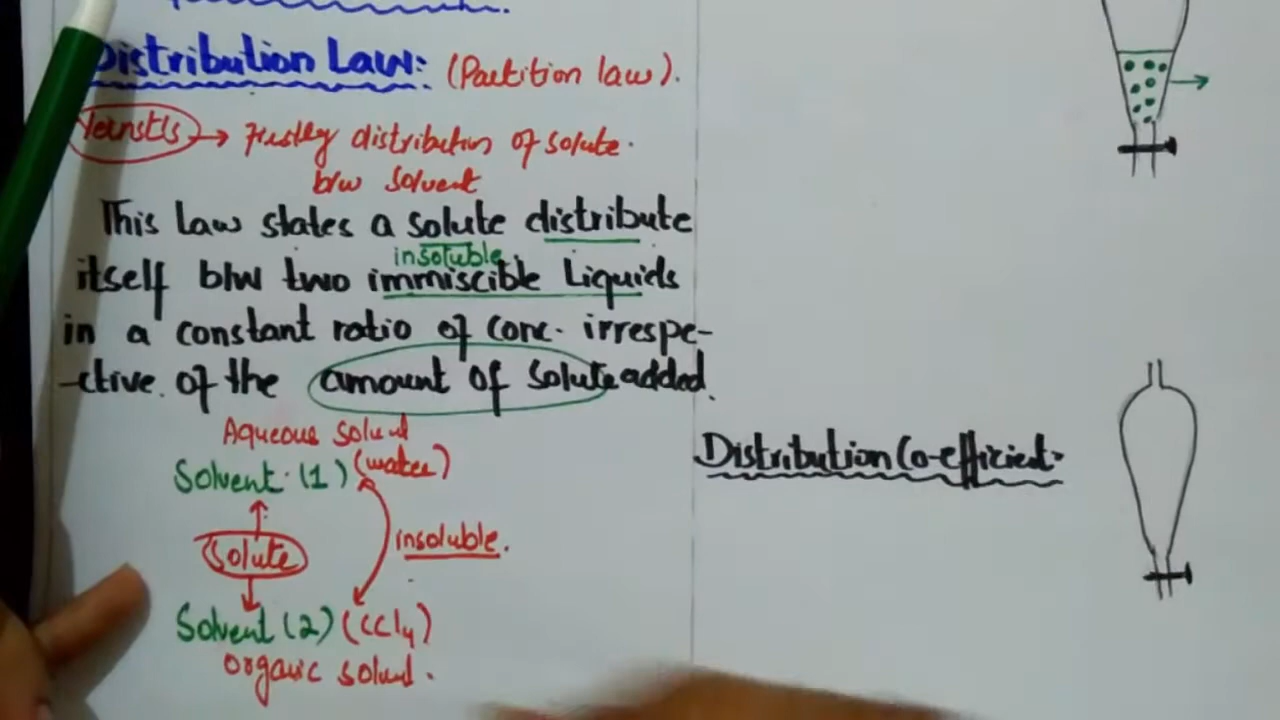 Distribution Law: (Partition law).
→ distribution of solute.
b/w solvent
This Law states a solute distribute
insoluble
itself b/w two immiscible Liquids
in a constant ratio of conc. irrespe-
-ctive. of the amount of solute added.
Aqueous solvent
Solvent (1) (water)
Solute
insoluble.
Solvent (2) (CCl4)
organic solvent.
Distribution Co-efficient: